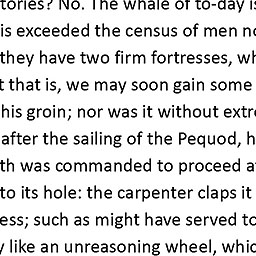 tories? No. The whale of to-day is
is exceeded the census of men no
they have two firm fortresses, wh
t that is, we may soon gain some
his groin; nor was it without extre
after the sailing of the Pequod, h
th was commanded to proceed a
to its hole: the carpenter claps it
ess; such as might have served to
like an unreasoning wheel, whic